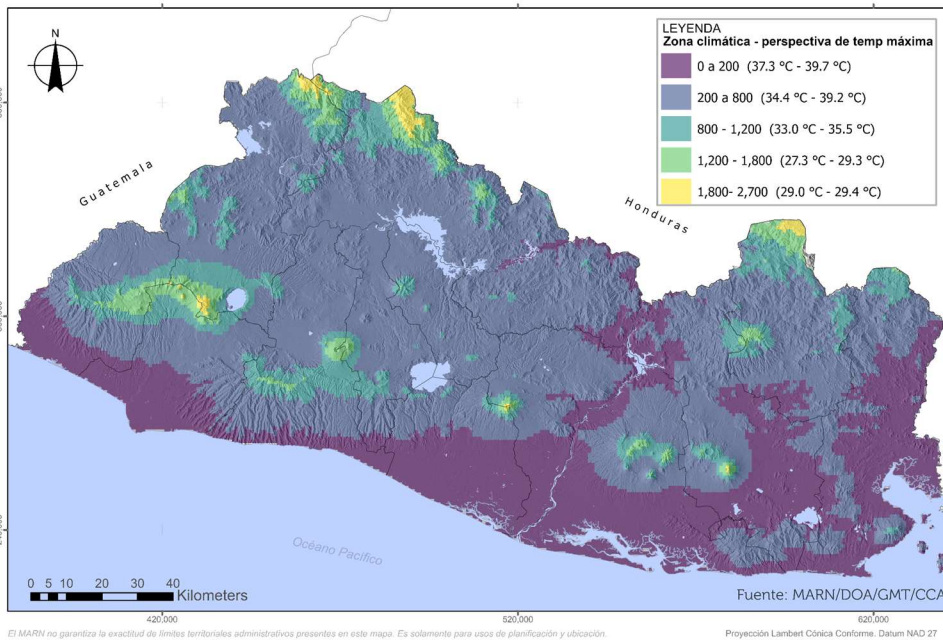 LEYENDA
Zona climática - perspectiva de temp máxima
0 a 200 (37.3 °C - 39.7 °C)
200 a 800 (34.4 °C - 39.2 °C)
800 - 1,200 (33.0 °C - 35.5 °C)
1,200 - 1,800 (27.3 °C - 29.3 °C)
1,800- 2,700 (29.0 °C - 29.4 °C)
N
Guatemala
Honduras
Océano Pacífico
0 5 10 20 30 40
Kilometers
Fuente: MARN/DOA/GMT/CCA
420,000
520,000
620,000
El MARN no garantiza la exactitud de límites territoriales administrativos presentes en este mapa. Es solamente para usos de planificación y ubicación.
Proyección Lambert Cónica Conforme. Datum NAD 27